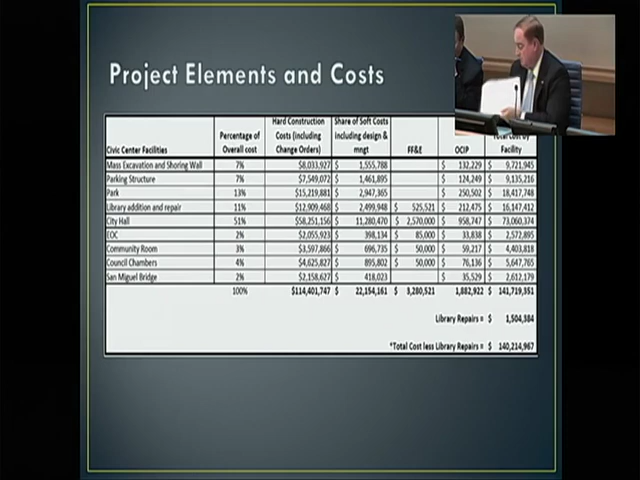 Project Elements and Costs
Civic Center Facilities Percentage of Overall cost Hard Construction Costs (Including Change Orders) Share of Soft Costs including design & mngt FF&E OCIP Total Cost by Facility
Mass Excavation and Shoring Wall 7% $8,033,927 $ 1,555,788 $ 132,229 $ 9,721,945
Parking Structure 7% $7,549,072 $ 1,461,895 $ 124,249 $ 9,135,216
Park 13% $15,219,881 $ 2,947,365 $ 250,502 $ 18,417,748
Library addition and repair 11% $12,909,468 $ 2,499,948 $ 525,521 $ 212,475 $ 16,147,412
City Hall 51% $58,251,156 $ 11,280,470 $ 2,570,000 $ 958,747 $ 73,060,374
EOC 2% $2,055,923 $ 398,134 $ 85,000 $ 33,838 $ 2,572,895
Community Room 3% $3,597,866 $ 696,735 $ 50,000 $ 59,217 $ 4,403,818
Council Chambers 4% $4,625,827 $ 895,802 $ 50,000 $ 76,136 $ 5,647,765
San Miguel Bridge 2% $2,158,627 $ 418,023 $ 35,529 $ 2,612,179
100% $114,401,747 $ 22,154,161 $ 3,280,521 1,882,922 $ 141,719,351
Library Repairs = $ 1,504,384
*Total Cost less Library Repairs = $ 140,214,967